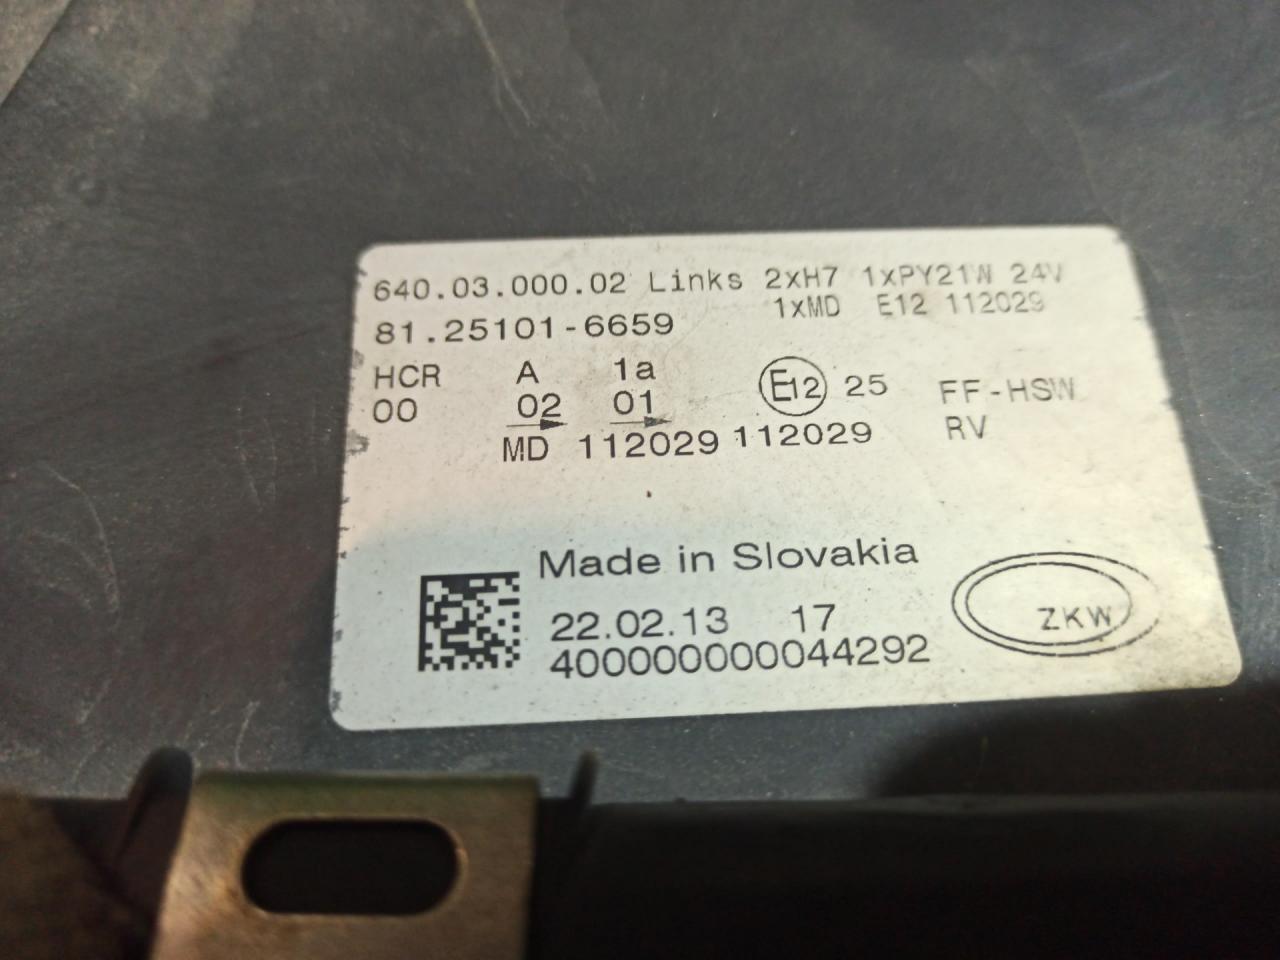 640.03.000.02 Links 2xH7 1xPY21W 24V
1xMD E12 112029
81.25101-6659
HCR A 1a E12 25 FF-HSW
00 02 01 RV
MD 112029 112029
Made in Slovakia
22.02.13 17
400000000044292
ZKW